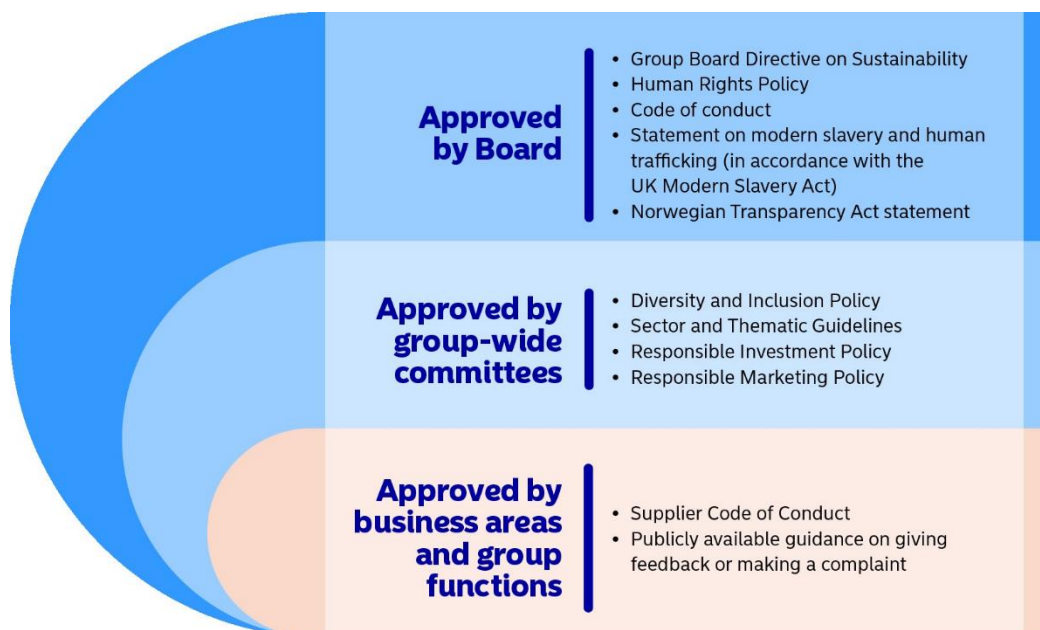 Approved
by Board
• Group Board Directive on Sustainability
• Human Rights Policy
• Code of conduct
• Statement on modern slavery and human
trafficking (in accordance with the
UK Modern Slavery Act)
• Norwegian Transparency Act statement
Approved by
group-wide
committees
• Diversity and Inclusion Policy
• Sector and Thematic Guidelines
• Responsible Investment Policy
• Responsible Marketing Policy
Approved by
business areas
and group
functions
• Supplier Code of Conduct
• Publicly available guidance on giving
feedback or making a complaint